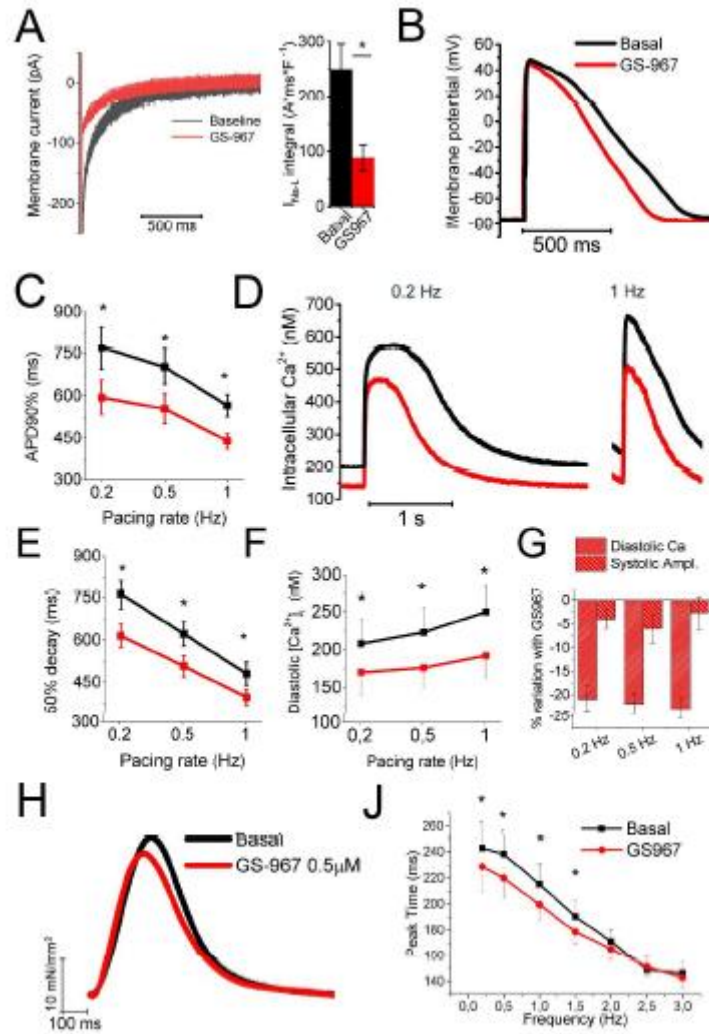 A
Membrane current (pA)
0
-100
-200
Baseline
GS-967
500 ms
I Na-L integral (A*ms*F⁻¹)
300
200
100
0
*
Basal
GS967
B
Membrane potential (mV)
60
40
20
0
-20
-40
-60
-80
Basal
GS-967
500 ms
C
APD90% (ms)
900
750
600
450
300
* * *
0.2 0.5 1
Pacing rate (Hz)
D
0.2 Hz
1 Hz
Intracellular Ca²⁺ (nM)
700
600
500
400
300
200
100
1 s
E
60% decay (ms)
900
750
600
450
300
* * *
0.2 0.5 1
Pacing rate (Hz)
F
Diastolic [Ca²⁺]i (nM)
300
250
200
150
100
* * *
0,2 0,5 1
Pacing rate (Hz)
G
Diastolic Ca
Systolic Ampl.
% variation with GS967
0
-5
-10
-15
-20
-25
0.2 Hz
0.5 Hz
1 Hz
H
Basal
GS-967 0.5µM
10 mN/mm²
100 ms
J
Peak Time (ms)
260
240
220
200
180
160
140
* * * *
Basal
GS967
0,0 0,5 1,0 1,5 2,0 2,5 3,0
Frequency (Hz)